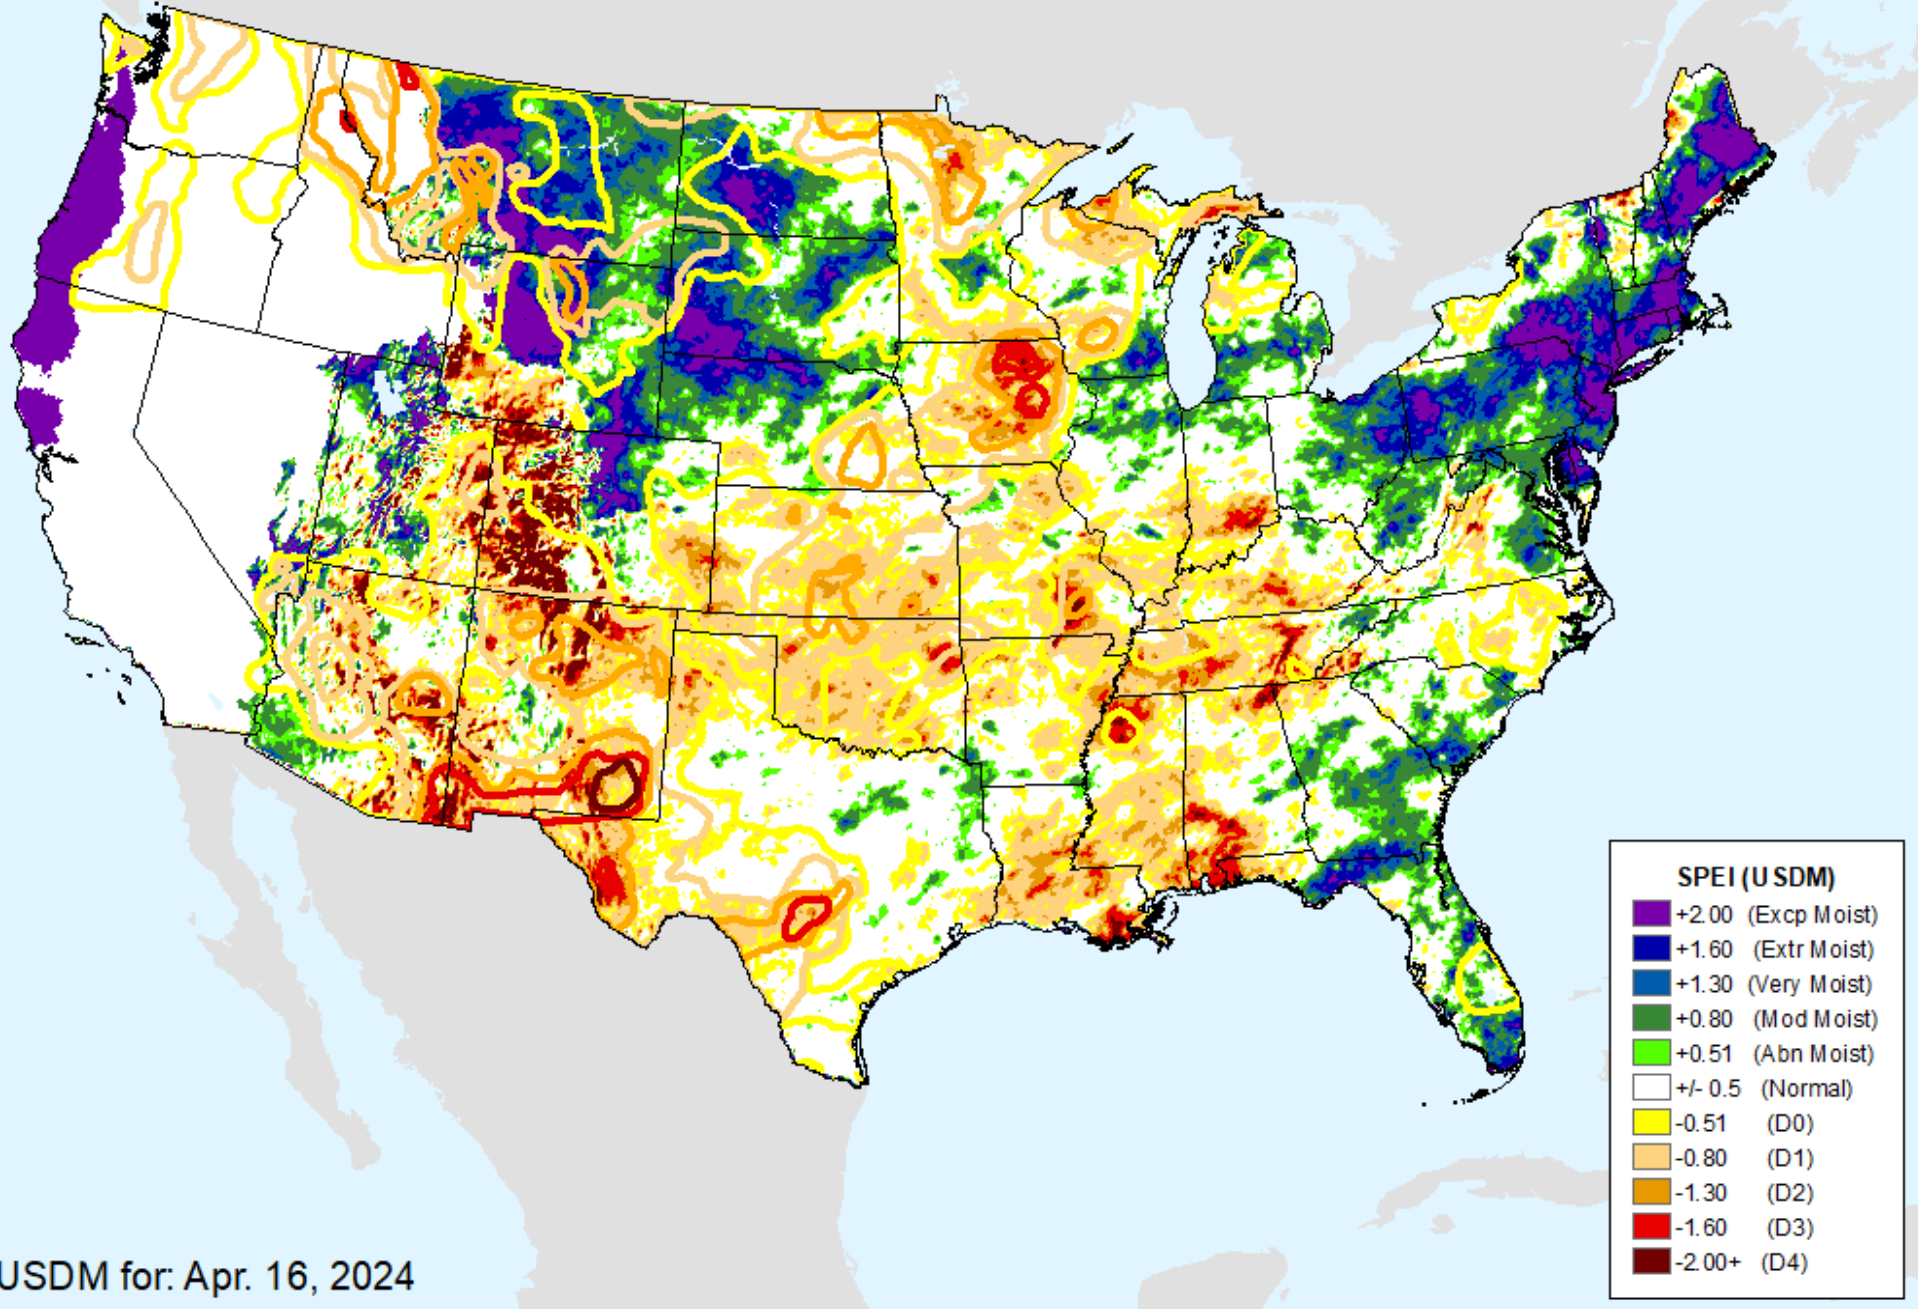 SPEI (USDM)
+2.00 (Excp Moist)
+1.60 (Extr Moist)
+1.30 (Very Moist)
+0.80 (Mod Moist)
+0.51 (Abn Moist)
+/- 0.5 (Normal)
-0.51 (D0)
-0.80 (D1)
-1.30 (D2)
-1.60 (D3)
-2.00+ (D4)
USDM for: Apr. 16, 2024